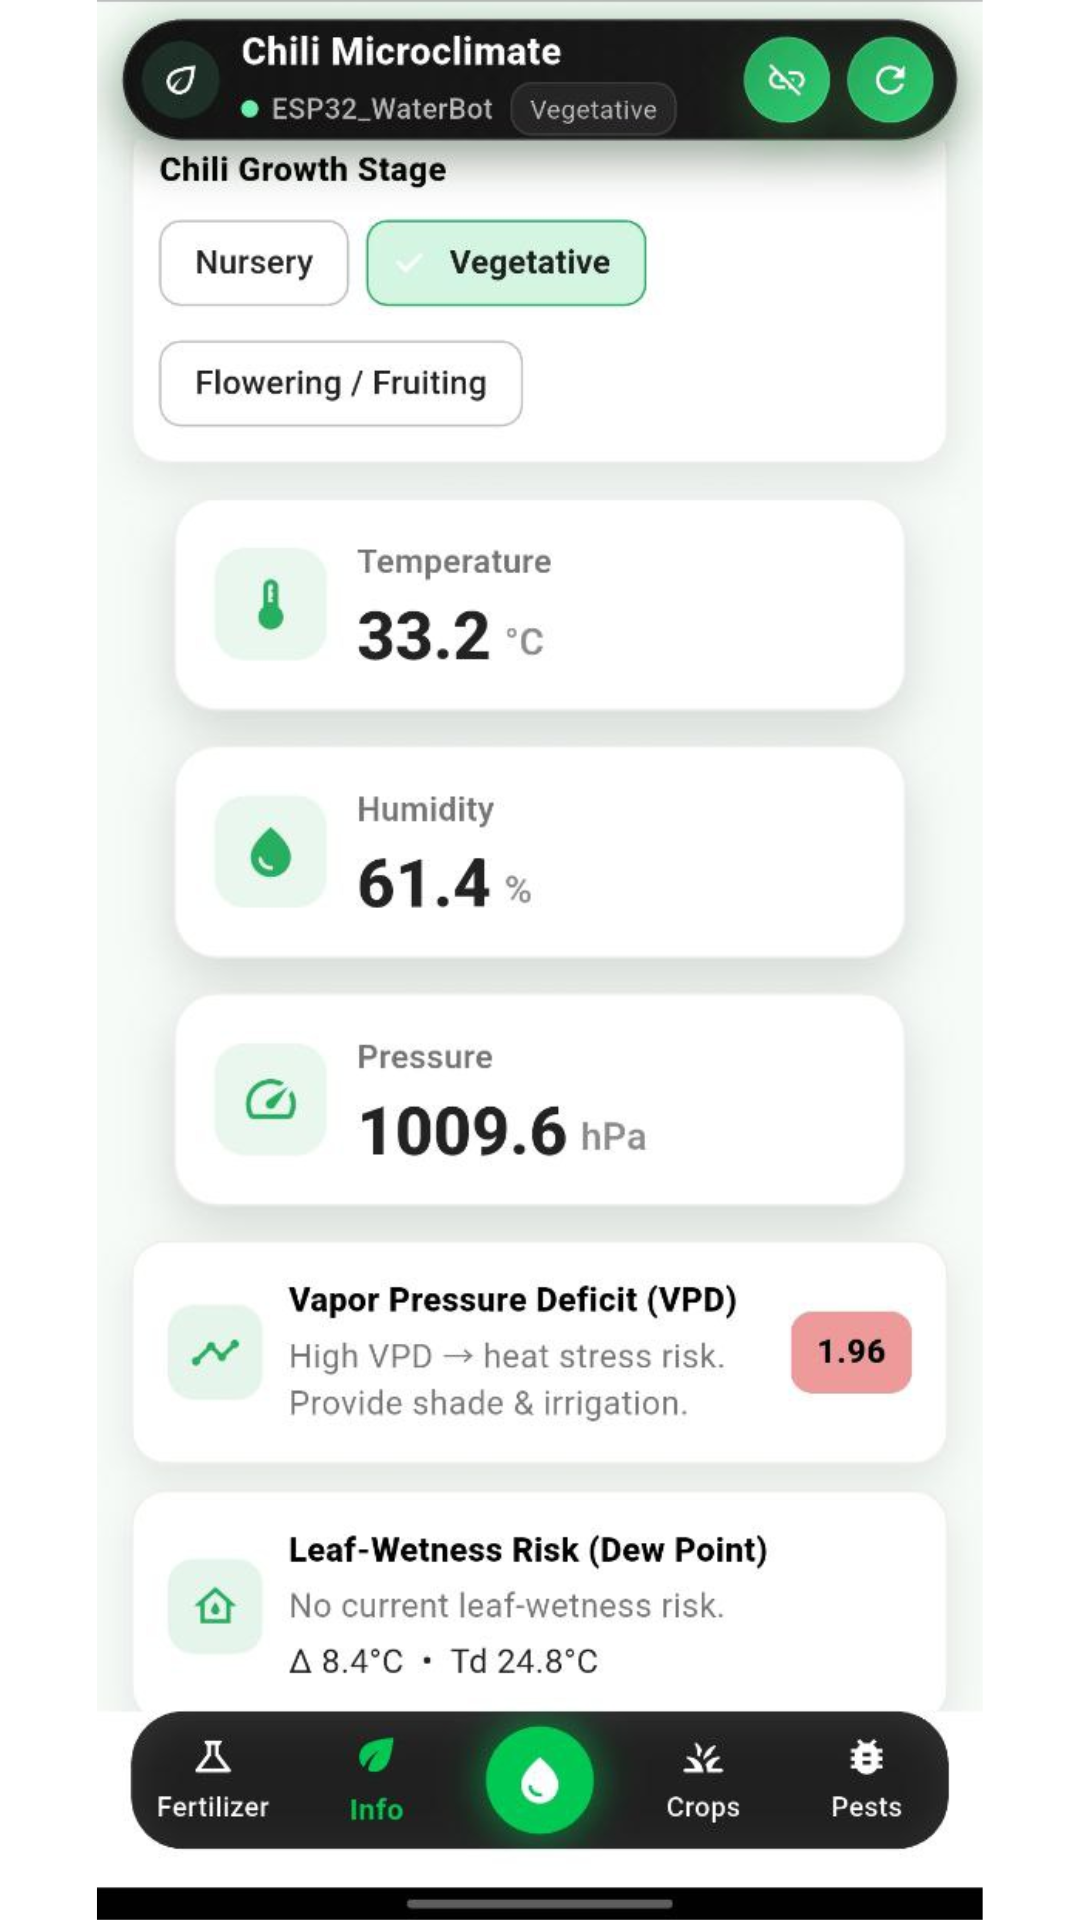 Chili Microclimate
ESP32_WaterBot Vegetative
Chili Growth Stage
Nursery Vegetative
Flowering / Fruiting
Temperature
33.2 °C
Humidity
61.4 %
Pressure
1009.6 hPa
Vapor Pressure Deficit (VPD)
High VPD → heat stress risk.
Provide shade & irrigation.
1.96
Leaf-Wetness Risk (Dew Point)
No current leaf-wetness risk.
Δ 8.4°C • Td 24.8°C
Fertilizer Info Crops Pests